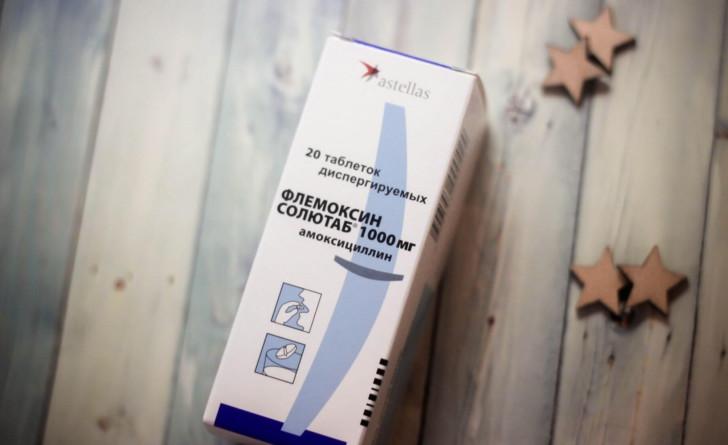 astellas
20 таблеток
диспергируемых
ФЛЕМОКСИН
СОЛЮТАБ® 1000 мг
амоксициллин